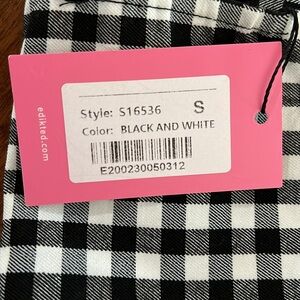 edikted.com
Style: S16536 S
Color: BLACK AND WHITE
E200230050312